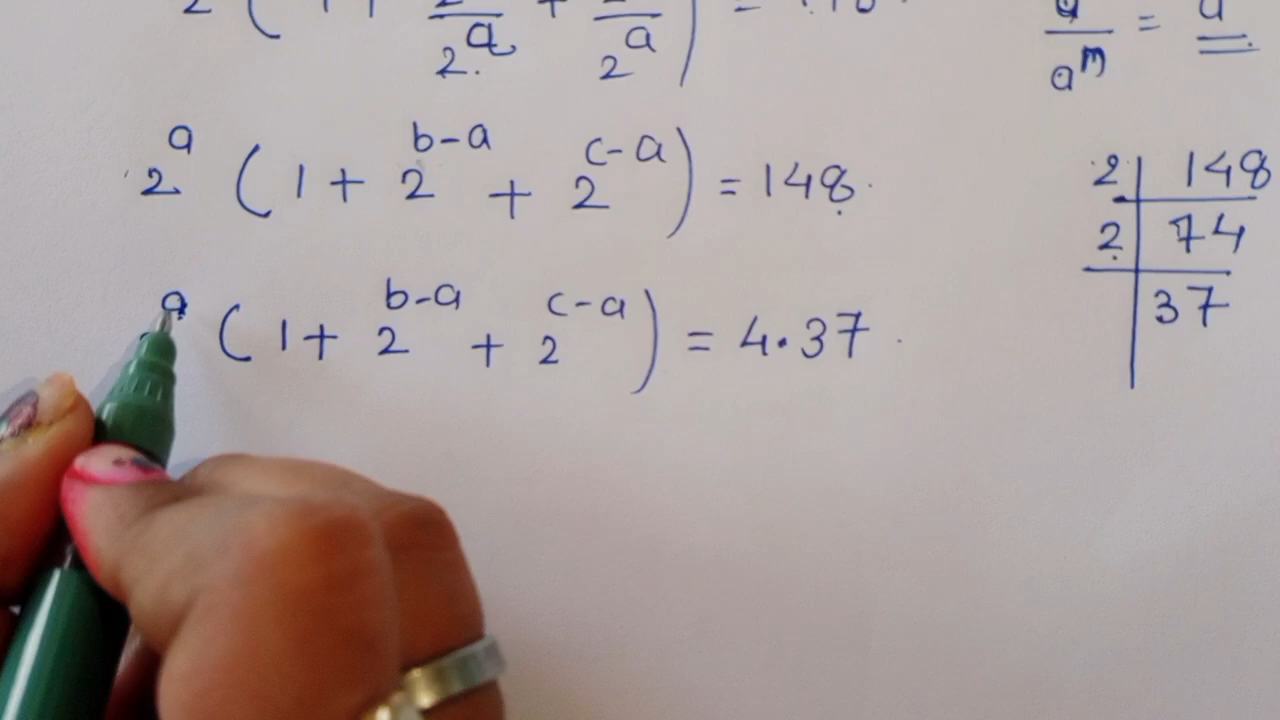 2^a (1 + 2^(b-a) + 2^(c-a)) = 148
a (1 + 2^(b-a) + 2^(c-a)) = 4·37
a^m =
2 | 148
2 | 74
37